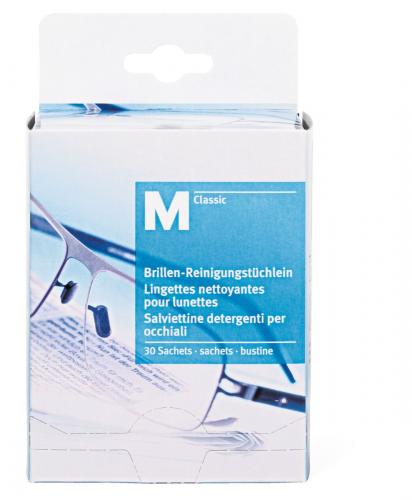 M
Classic
Brillen-Reinigungstüchlein
Lingettes nettoyantes
pour lunettes
Salviettine detergenti per
occhiali
30 Sachets · sachets · bustine